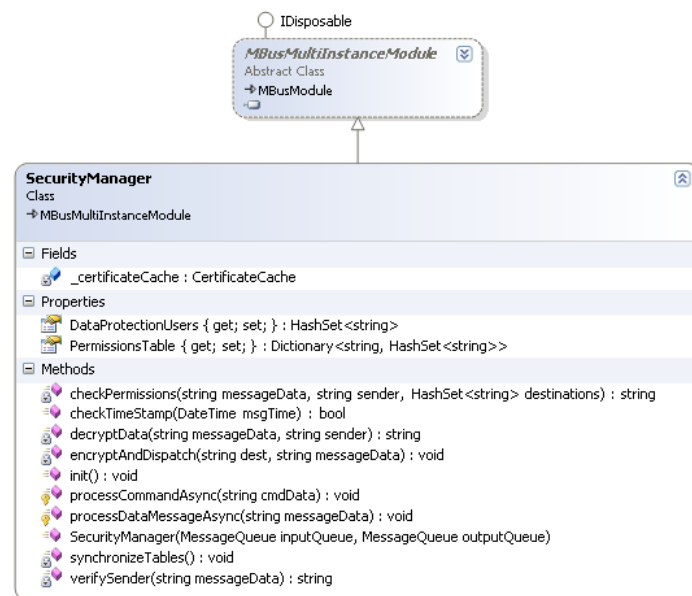 IDisposable
MBusMultiInstanceModule
Abstract Class
MBusModule
SecurityManager
Class
MBusMultiInstanceModule
Fields
_certificateCache : CertificateCache
Properties
DataProtectionUsers { get; set; } : HashSet<string>
PermissionsTable { get; set; } : Dictionary<string, HashSet<string>>
Methods
checkPermissions(string messageData, string sender, HashSet<string> destinations) : string
checkTimeStamp(DateTime msgTime) : bool
decryptData(string messageData, string sender) : string
encryptAndDispatch(string dest, string messageData) : void
init() : void
processCommandAsync(string cmdData) : void
processDataMessageAsync(string messageData) : void
SecurityManager(MessageQueue inputQueue, MessageQueue outputQueue)
synchronizeTables() : void
verifySender(string messageData) : string